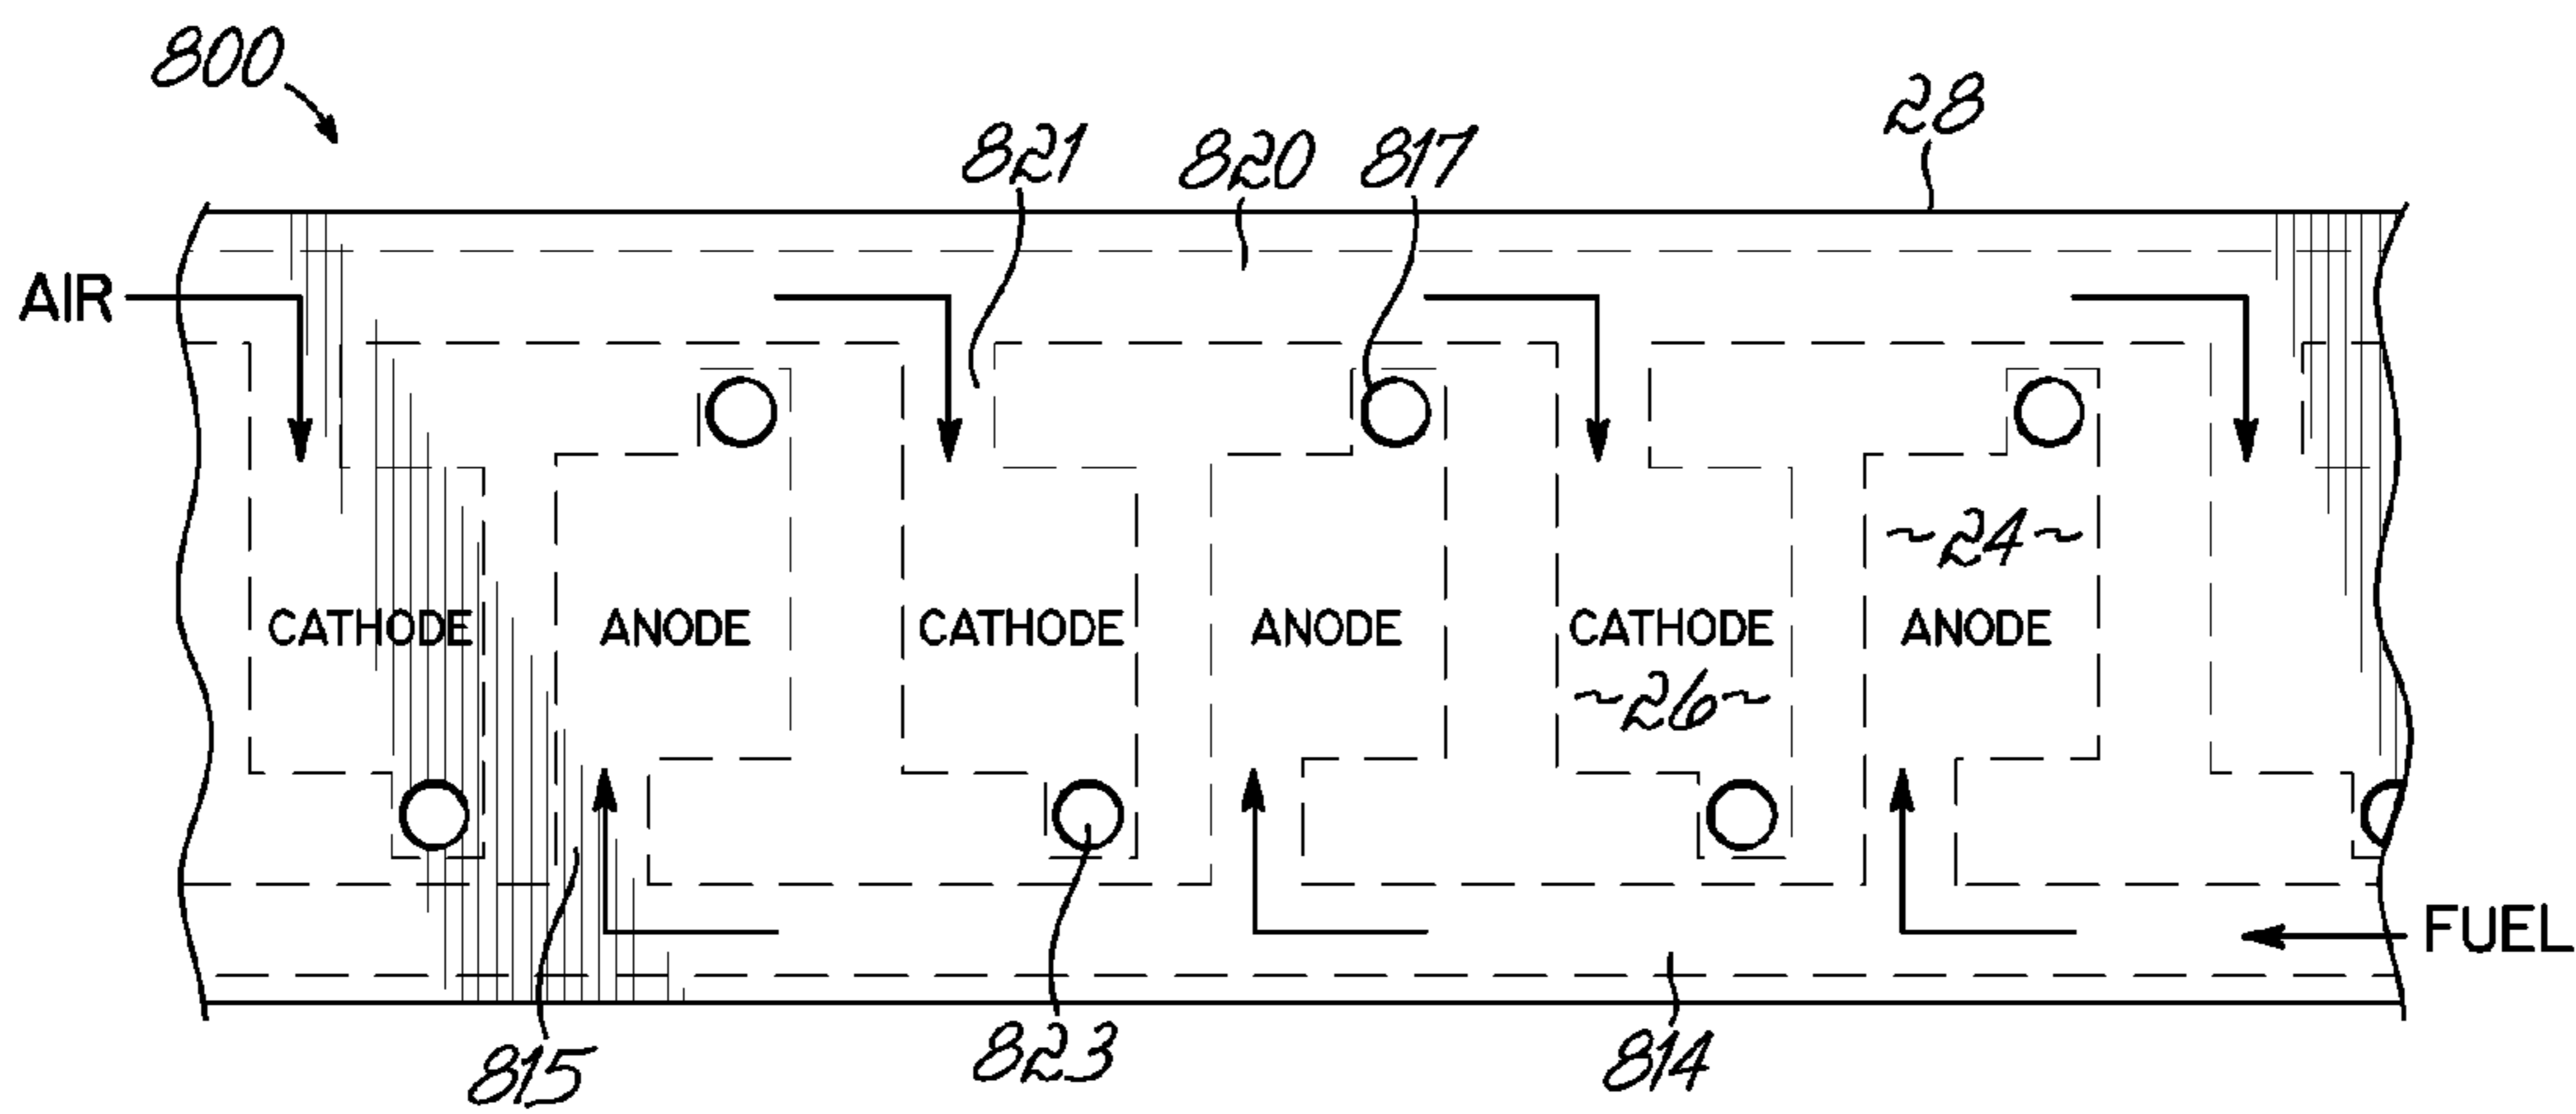 800
28
821 820 817
AIR
~24~
CATHODE ANODE CATHODE ANODE CATHODE ANODE
~26~
FUEL
815 823 814